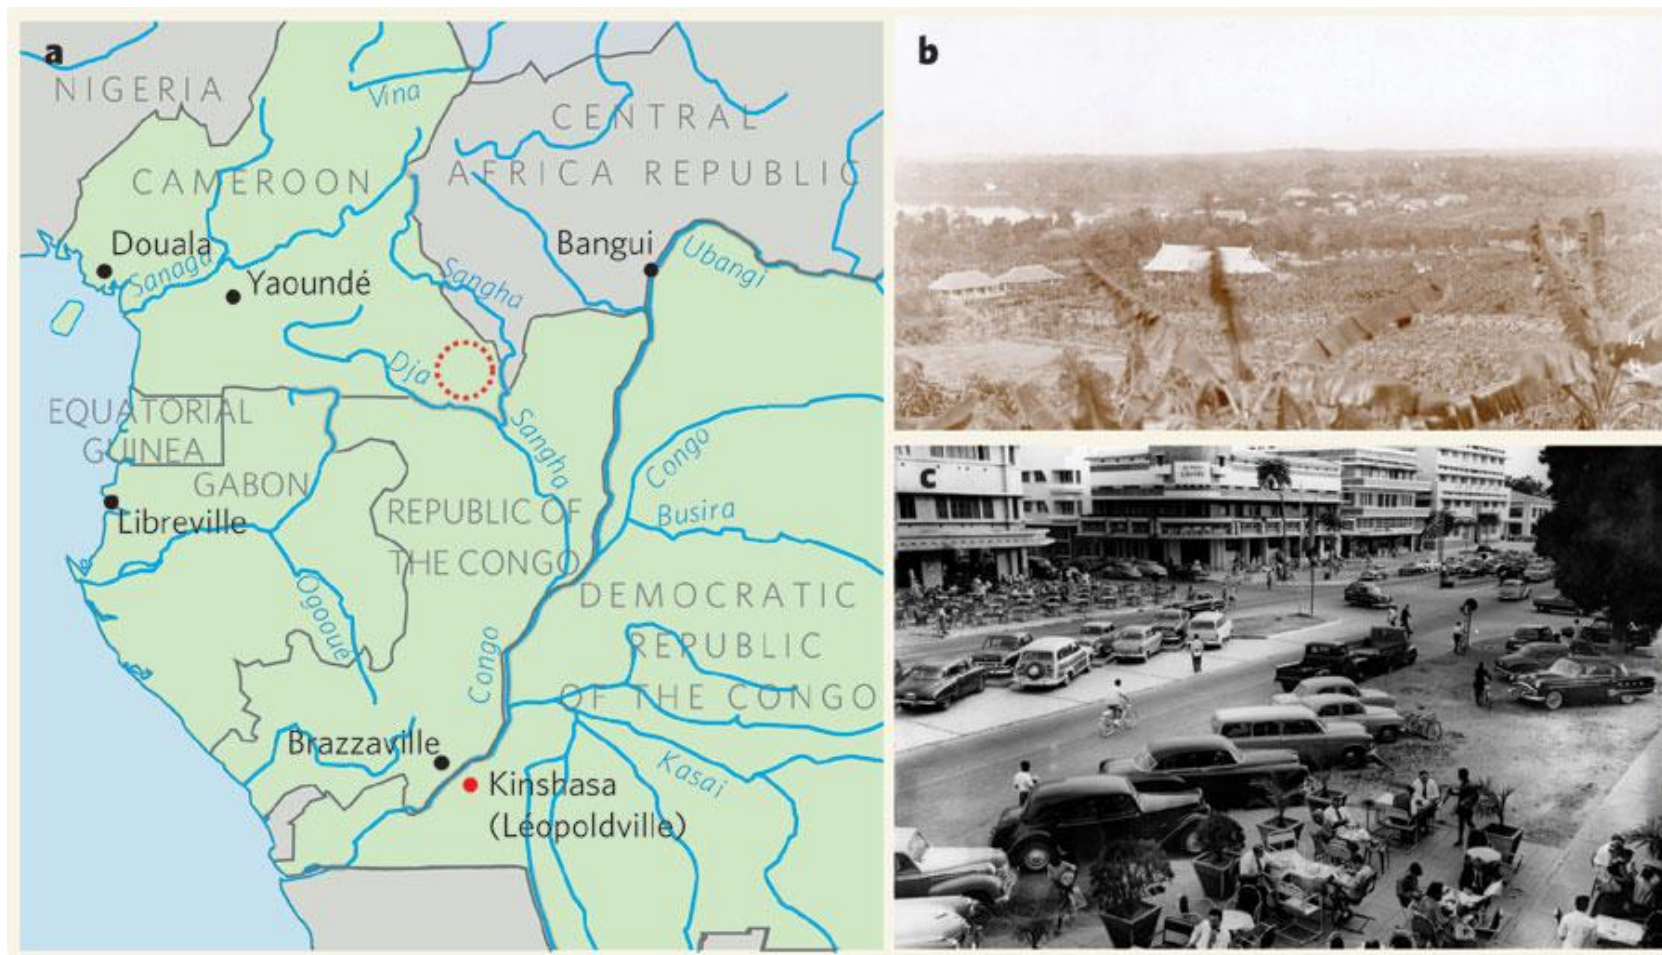 a
NIGERIA
Vina
CENTRAL
AFRICA REPUBLIC
CAMEROON
Douala
Sanaga
Yaoundé
Sangha
Bangui
Ubangi
Dja
EQUATORIAL
GUINEA
GABON
Libreville
Sangha
Congo
Busira
REPUBLIC OF
THE CONGO
Ogooue
DEMOCRATIC
REPUBLIC
OF THE CONGO
Congo
Brazzaville
Kasai
Kinshasa
(Léopoldville)
b
c